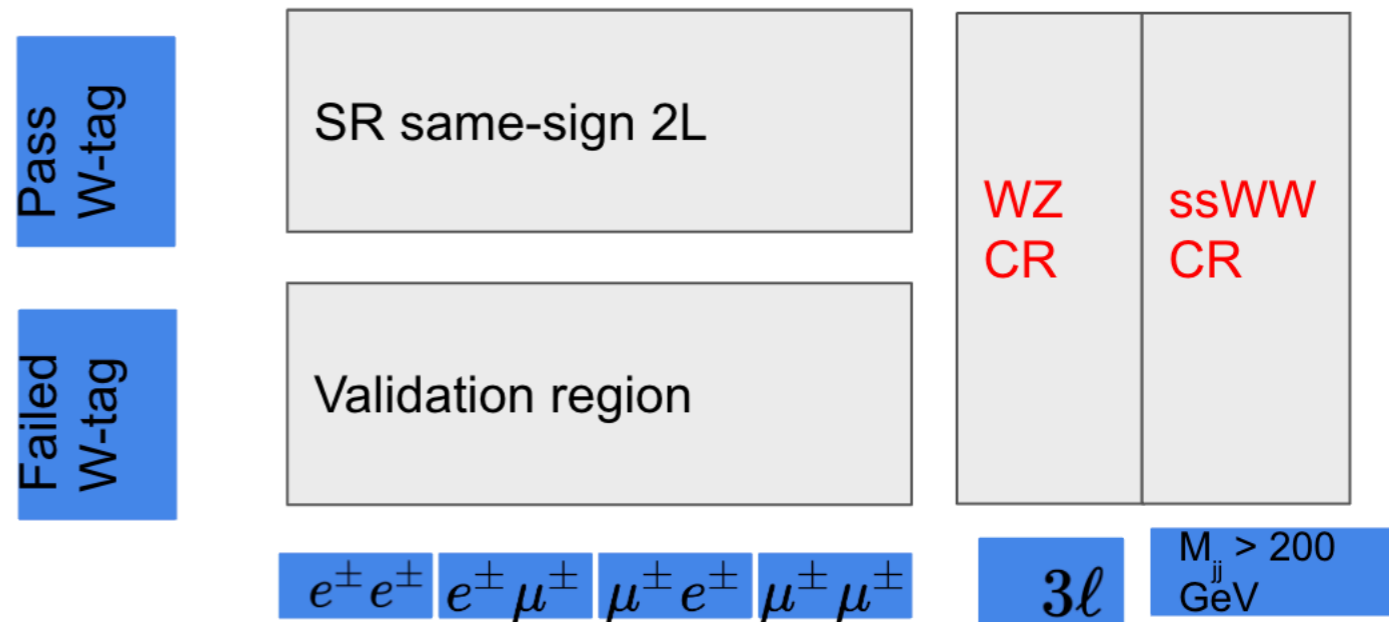 Pass
W-tag
SR same-sign 2L
WZ
CR
ssWW
CR
Failed
W-tag
Validation region
e±e±
e±μ±
μ±e±
μ±μ±
3ℓ
Mjj > 200
GeV